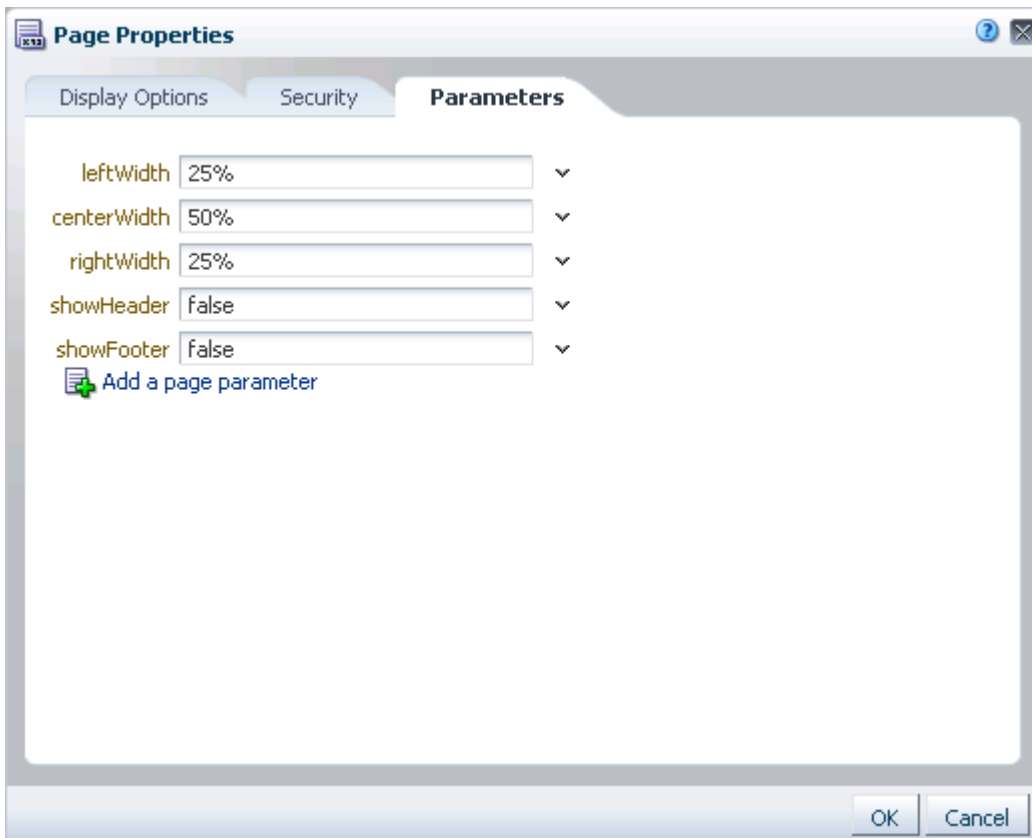 Page Properties
Display Options Security Parameters
leftWidth 25%
centerWidth 50%
rightWidth 25%
showHeader false
showFooter false
Add a page parameter
OK Cancel